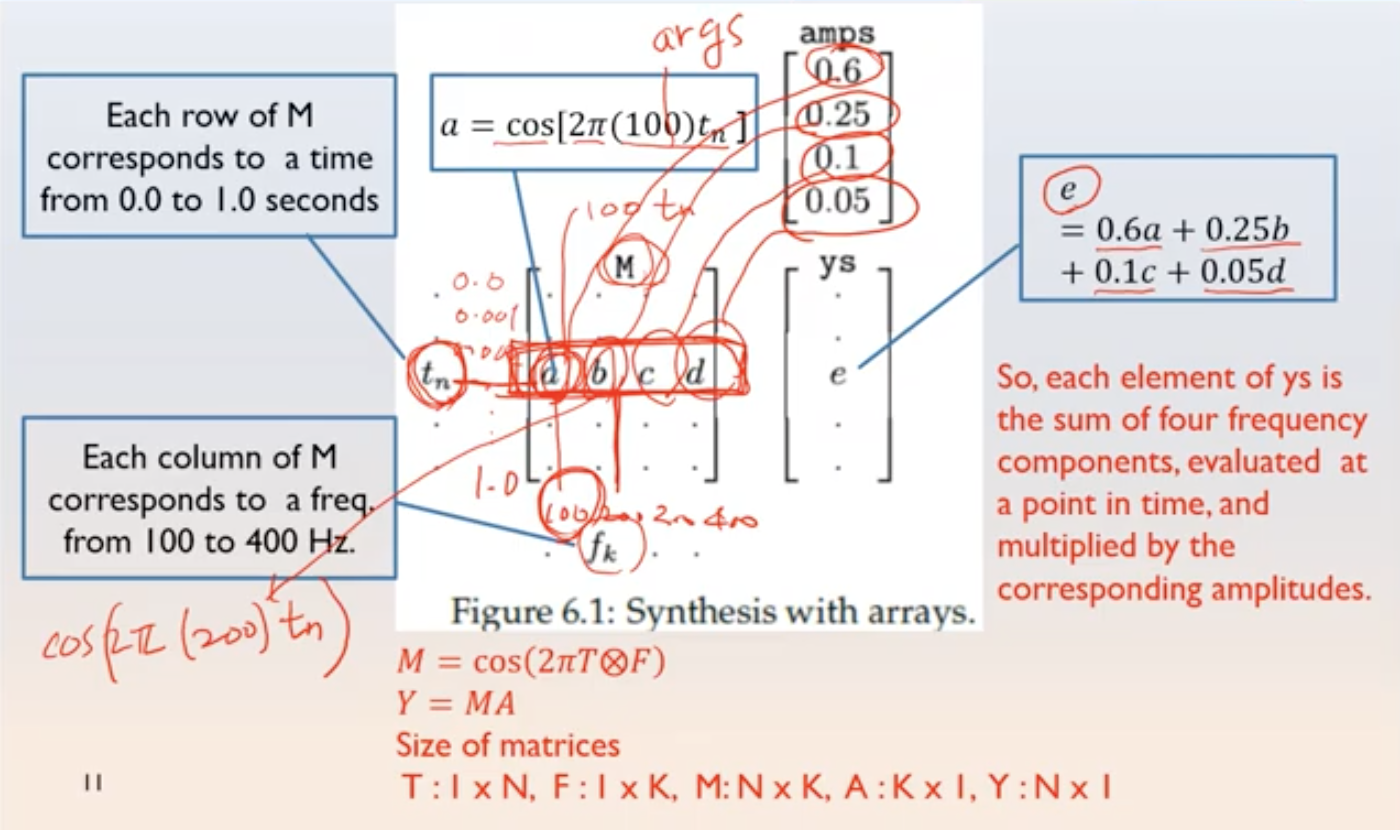 args
amps
0.6
0.25
0.1
0.05
Each row of M
corresponds to a time
from 0.0 to 1.0 seconds
a = cos[2π(100)tₙ]
e
= 0.6a + 0.25b
+ 0.1c + 0.05d
100 tn
M
ys
0.0
0.001
tₙ
a b c d
e
1.0
100
400
fₖ
Each column of M
corresponds to a freq.
from 100 to 400 Hz.
So, each element of ys is
the sum of four frequency
components, evaluated at
a point in time, and
multiplied by the
corresponding amplitudes.
cos(2π (200) tn)
Figure 6.1: Synthesis with arrays.
M = cos(2πT⊗F)
Y = MA
Size of matrices
T : 1 x N, F : 1 x K, M: N x K, A : K x 1, Y : N x 1
11